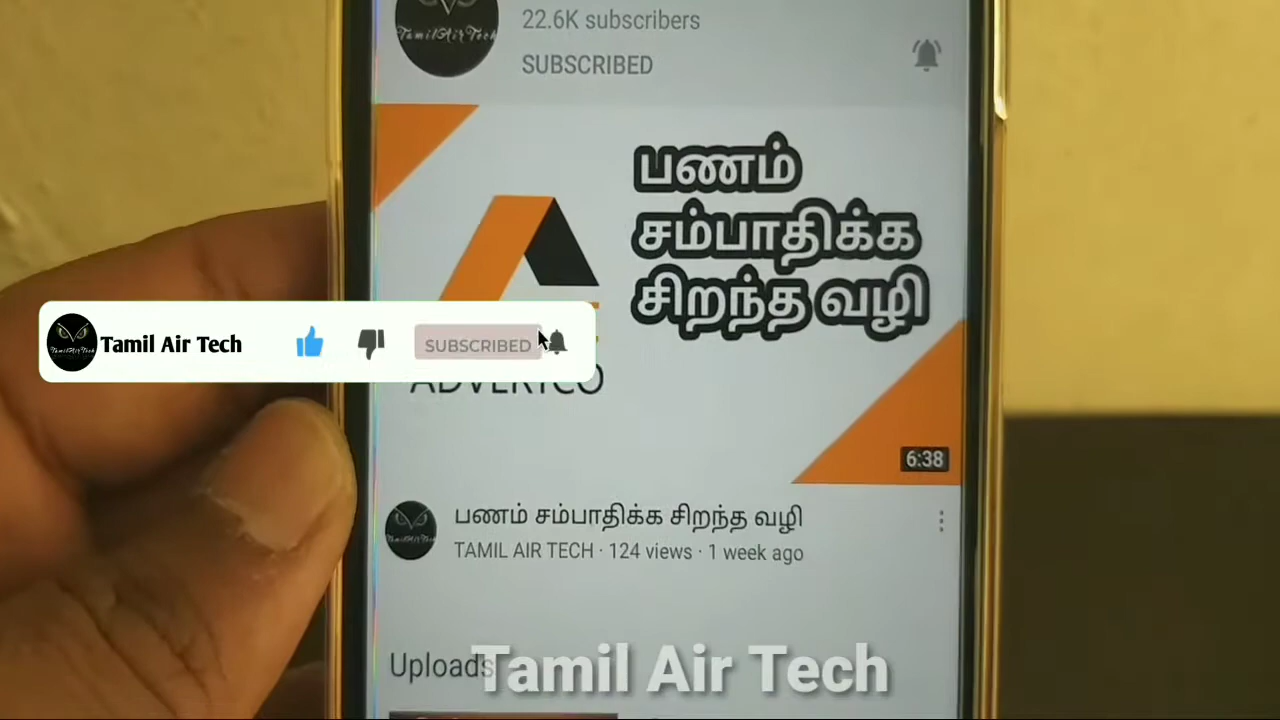 TamilAirTech
22.6K subscribers
SUBSCRIBED
பணம்
சம்பாதிக்க
சிறந்த வழி
Tamil Air Tech
SUBSCRIBED
ADVERTCO
6:38
பணம் சம்பாதிக்க சிறந்த வழி
TAMIL AIR TECH · 124 views · 1 week ago
Uploads
Tamil Air Tech